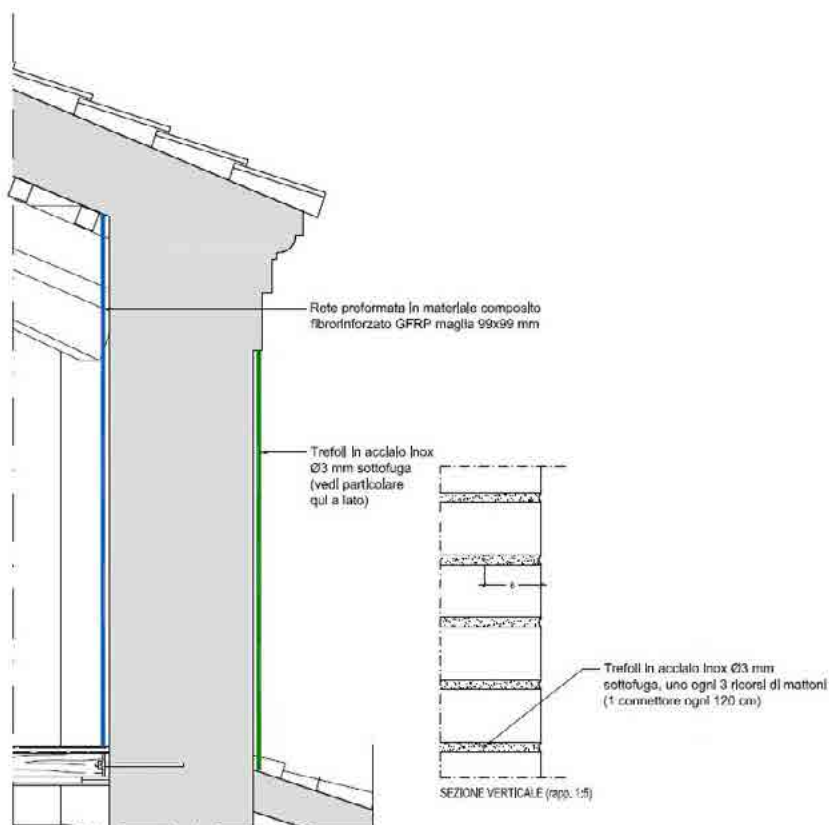 Rete preformata in materiale composito
fibrorinforzato GFRP maglia 99x99 mm
Trefoli in acciaio inox
Ø3 mm sottofuga
(vedi particolare
qui a lato)
6
Trefoli in acciaio inox Ø3 mm
sottofuga, uno ogni 3 ricorsi di mattoni
(1 connettore ogni 120 cm)
SEZIONE VERTICALE (rapp. 1:5)